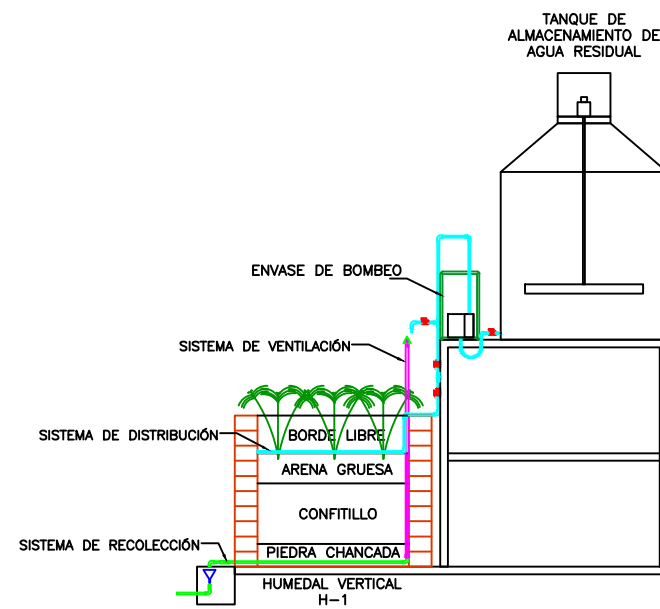 TANQUE DE
ALMACENAMIENTO DE
AGUA RESIDUAL
ENVASE DE BOMBEO
SISTEMA DE VENTILACIÓN
SISTEMA DE DISTRIBUCIÓN
BORDE LIBRE
ARENA GRUESA
CONFITILLO
SISTEMA DE RECOLECCIÓN
PIEDRA CHANCADA
HUMEDAL VERTICAL
H-1